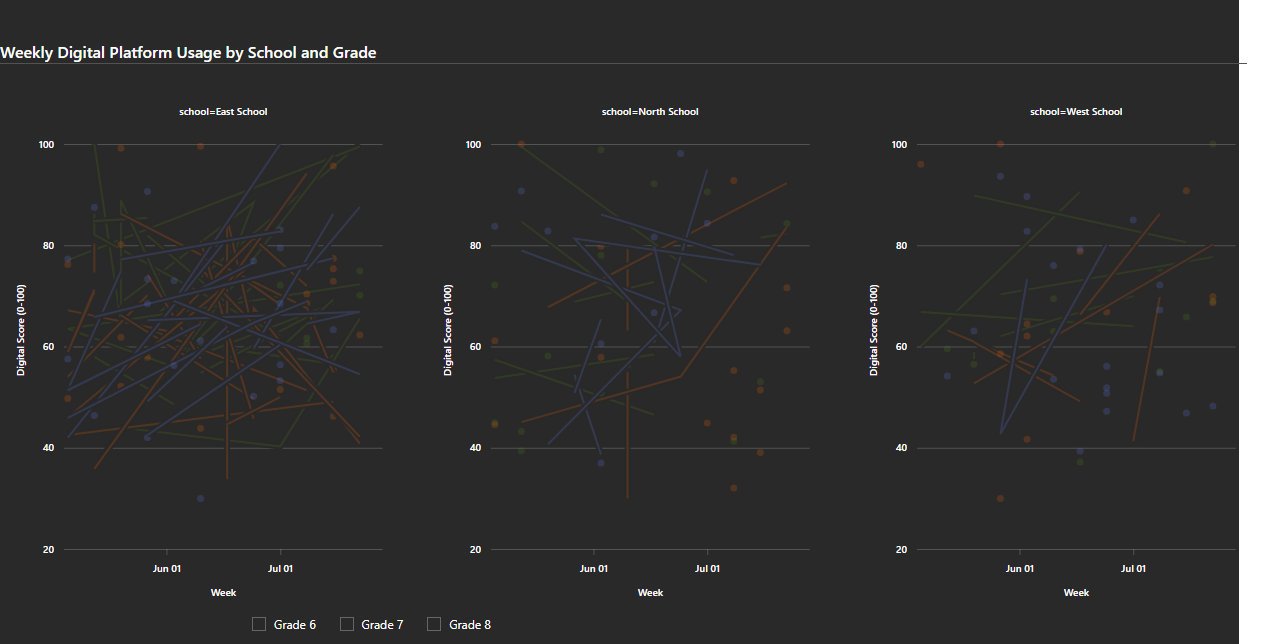 Weekly Digital Platform Usage by School and Grade
school=East School
school=North School
school=West School
Digital Score (0-100)
100
80
60
40
20
Jun 01
Jul 01
Week
Digital Score (0-100)
100
80
60
40
20
Jun 01
Jul 01
Week
Digital Score (0-100)
100
80
60
40
20
Jun 01
Jul 01
Week
Grade 6
Grade 7
Grade 8